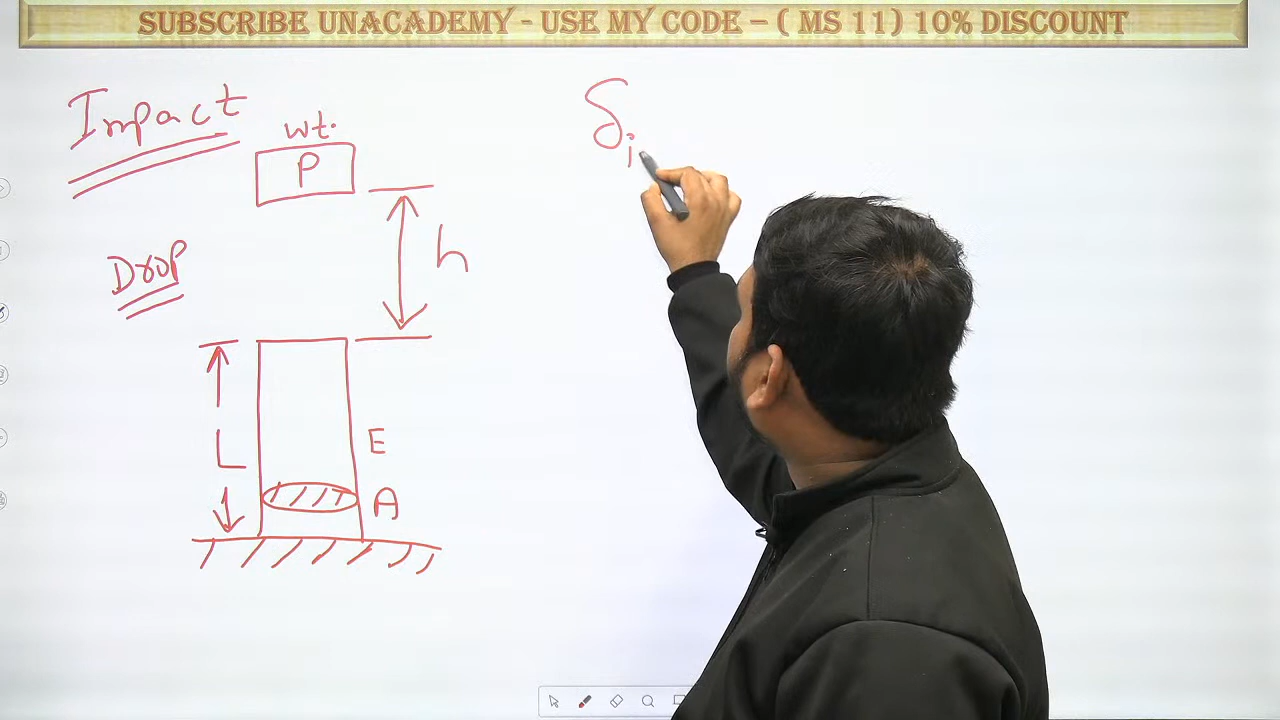 SUBSCRIBE UNACADEMY - USE MY CODE – ( MS 11) 10% DISCOUNT
Impact
wt.
P
Drop
h
L
E
A
δi